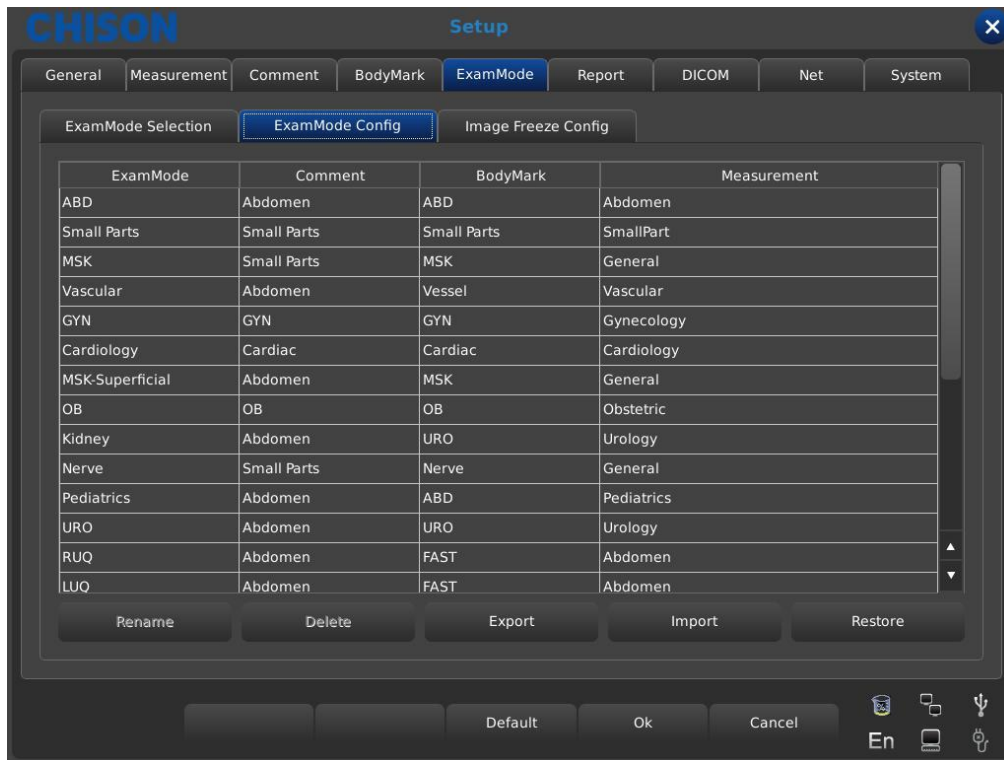 CHISON Setup
General Measurement Comment BodyMark ExamMode Report DICOM Net System
ExamMode Selection ExamMode Config Image Freeze Config
ExamMode Comment BodyMark Measurement
ABD Abdomen ABD Abdomen
Small Parts Small Parts Small Parts SmallPart
MSK Small Parts MSK General
Vascular Abdomen Vessel Vascular
GYN GYN GYN Gynecology
Cardiology Cardiac Cardiac Cardiology
MSK-Superficial Abdomen MSK General
OB OB OB Obstetric
Kidney Abdomen URO Urology
Nerve Small Parts Nerve General
Pediatrics Abdomen ABD Pediatrics
URO Abdomen URO Urology
RUQ Abdomen FAST Abdomen
LUQ Abdomen FAST Abdomen
Rename Delete Export Import Restore
Default Ok Cancel
En